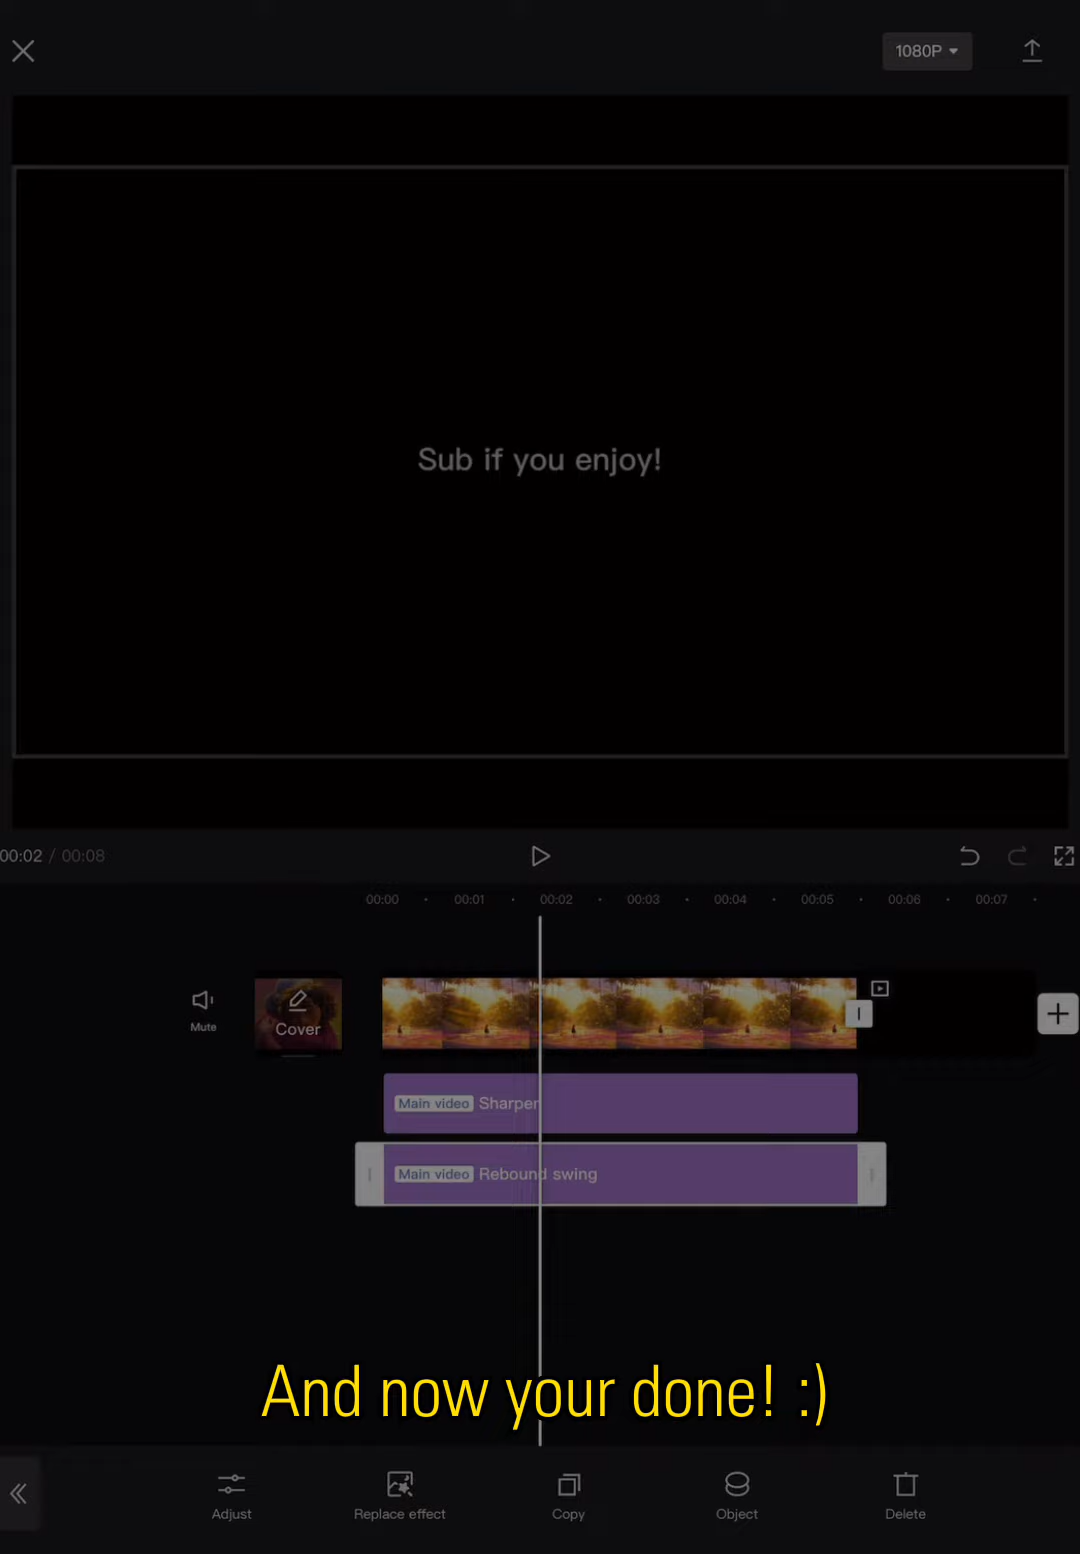 1080P
Sub if you enjoy!
00:02 / 00:08
00:00 00:01 00:02 00:03 00:04 00:05 00:06 00:07
Mute
Cover
Main video Sharpen
Main video Rebound swing
And now your done! :)
Adjust Replace effect Copy Object Delete